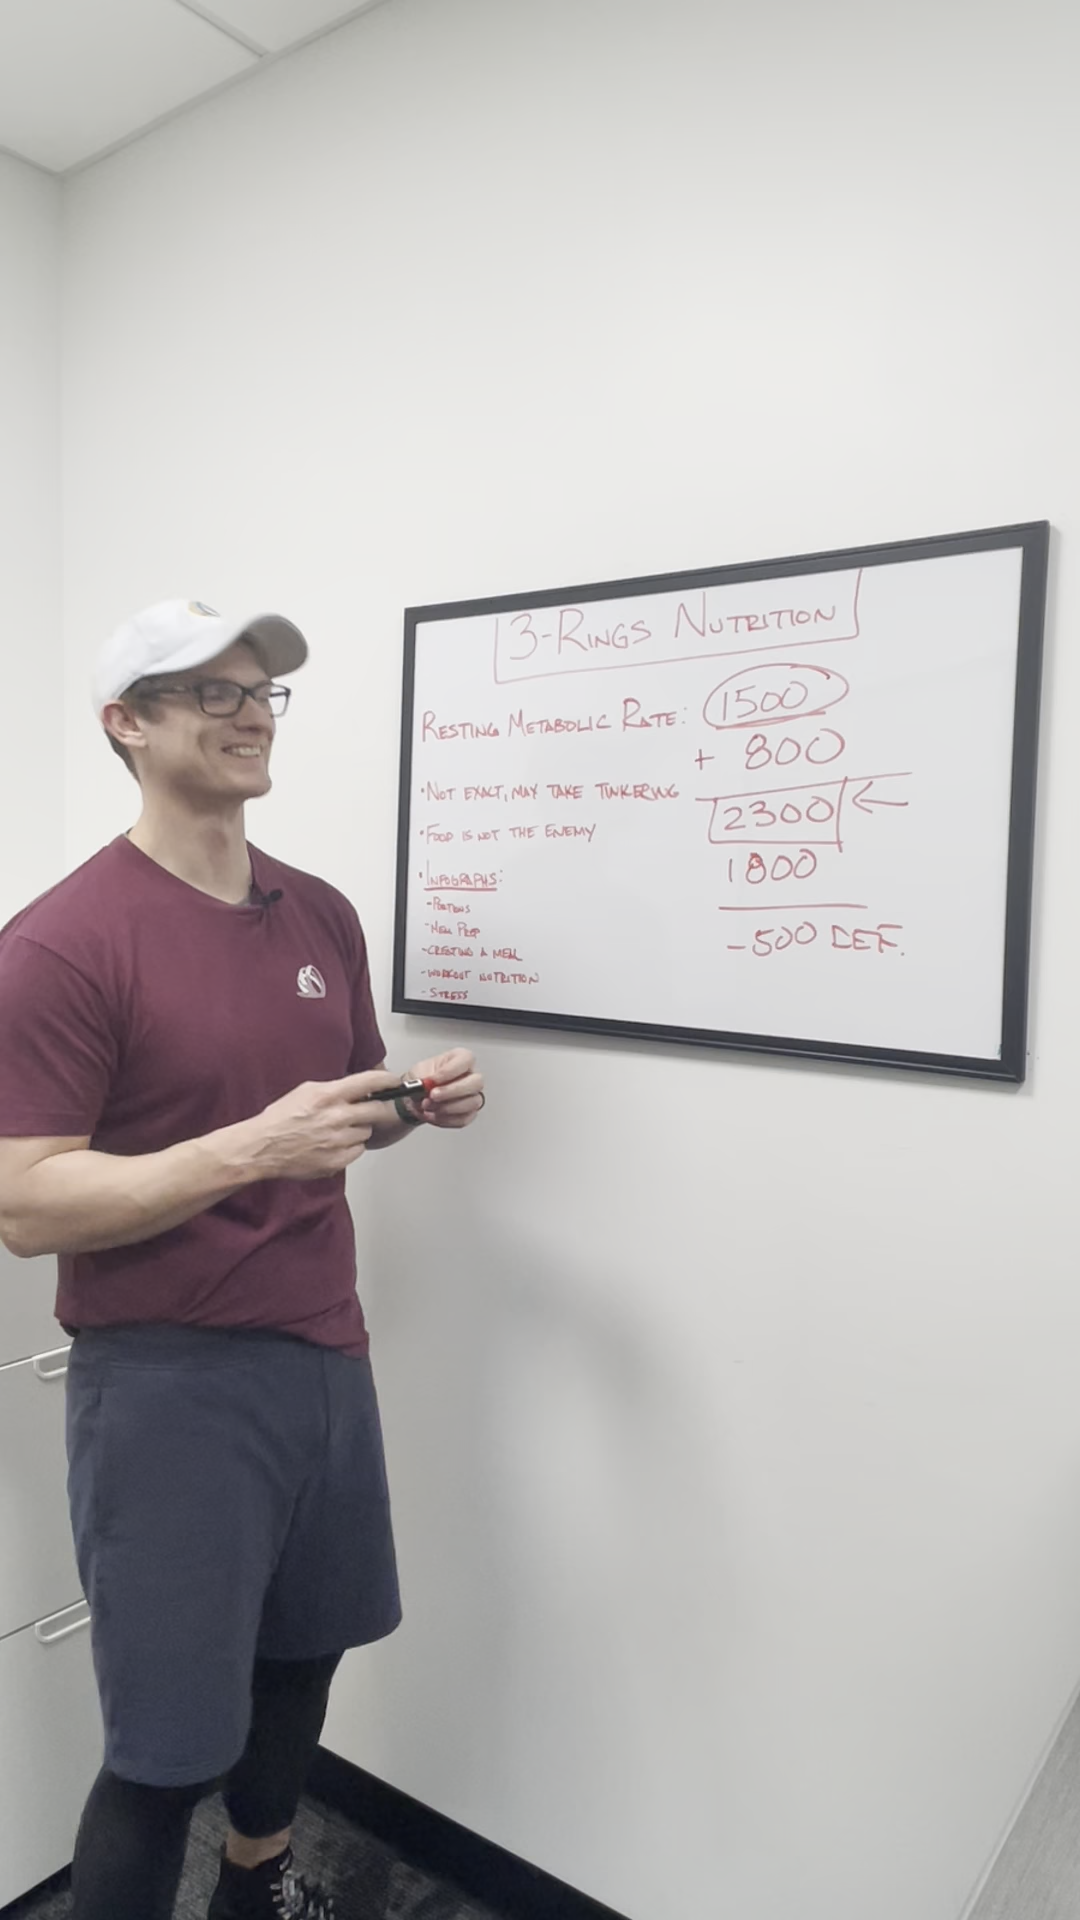 3-RINGS NUTRITION
RESTING METABOLIC RATE: 1500
+ 800
• NOT EXACT, MAY TAKE TINKERING
2300 ←
• FOOD IS NOT THE ENEMY
1800
• INFOGRAPHS:
- PORTIONS
-500 DEF.
- MEAL PREP
- CREATING A MEAL
- WORKOUT NUTRITION
- STRESS